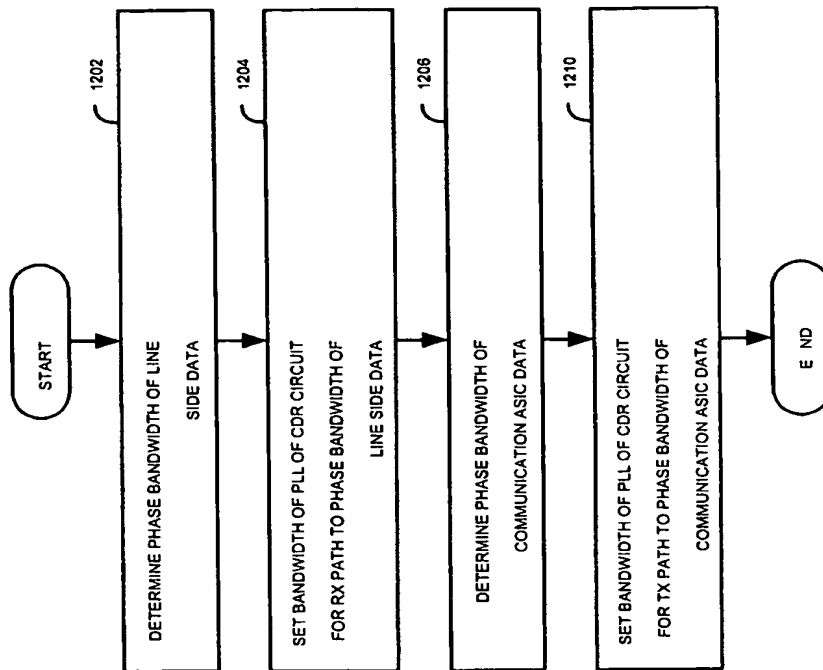 START
1202
DETERMINE PHASE BANDWIDTH OF LINE
SIDE DATA
1204
SET BANDWIDTH OF PLL OF CDR CIRCUIT
FOR RX PATH TO PHASE BANDWIDTH OF
LINE SIDE DATA
1206
DETERMINE PHASE BANDWIDTH OF
COMMUNICATION ASIC DATA
1210
SET BANDWIDTH OF PLL OF CDR CIRCUIT
FOR TX PATH TO PHASE BANDWIDTH OF
COMMUNICATION ASIC DATA
E ND